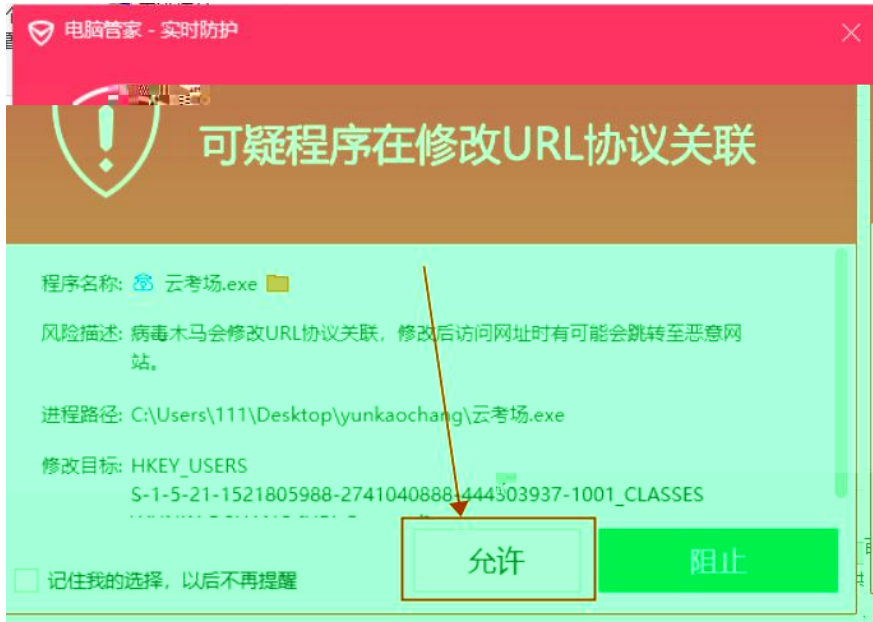 电脑管家 - 实时防护
可疑程序在修改URL协议关联
程序名称: 云考场.exe
风险描述: 病毒木马会修改URL协议关联，修改后访问网址时有可能会跳转至恶意网
站。
进程路径: C:\Users\111\Desktop\yunkaochang\云考场.exe
修改目标: HKEY_USERS
S-1-5-21-1521805988-2741040888-444303937-1001_CLASSES
记住我的选择，以后不再提醒
允许
阻止